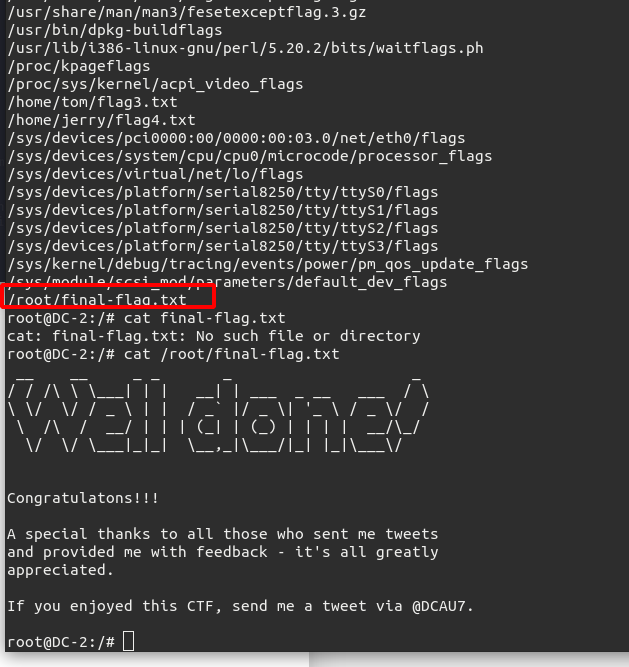 /usr/share/man/man3/fesetexceptflag.3.gz
/usr/bin/dpkg-buildflags
/usr/lib/i386-linux-gnu/perl/5.20.2/bits/waitflags.ph
/proc/kpageflags
/proc/sys/kernel/acpi_video_flags
/home/tom/flag3.txt
/home/jerry/flag4.txt
/sys/devices/pci0000:00/0000:00:03.0/net/eth0/flags
/sys/devices/system/cpu/cpu0/microcode/processor_flags
/sys/devices/virtual/net/lo/flags
/sys/devices/platform/serial8250/tty/ttyS0/flags
/sys/devices/platform/serial8250/tty/ttyS1/flags
/sys/devices/platform/serial8250/tty/ttyS2/flags
/sys/devices/platform/serial8250/tty/ttyS3/flags
/sys/kernel/debug/tracing/events/power/pm_qos_update_flags
/sys/module/scsi_mod/parameters/default_dev_flags
/root/final-flag.txt
root@DC-2:/# cat final-flag.txt
cat: final-flag.txt: No such file or directory
root@DC-2:/# cat /root/final-flag.txt
Well done!
Congratulatons!!!
A special thanks to all those who sent me tweets
and provided me with feedback - it's all greatly
appreciated.
If you enjoyed this CTF, send me a tweet via @DCAU7.
root@DC-2:/#